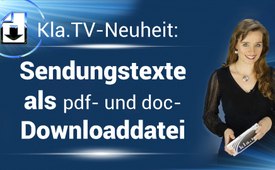 Kla.TV-Neuheit:
Sendungstexte
als pdf- und doc-
Downloaddatei